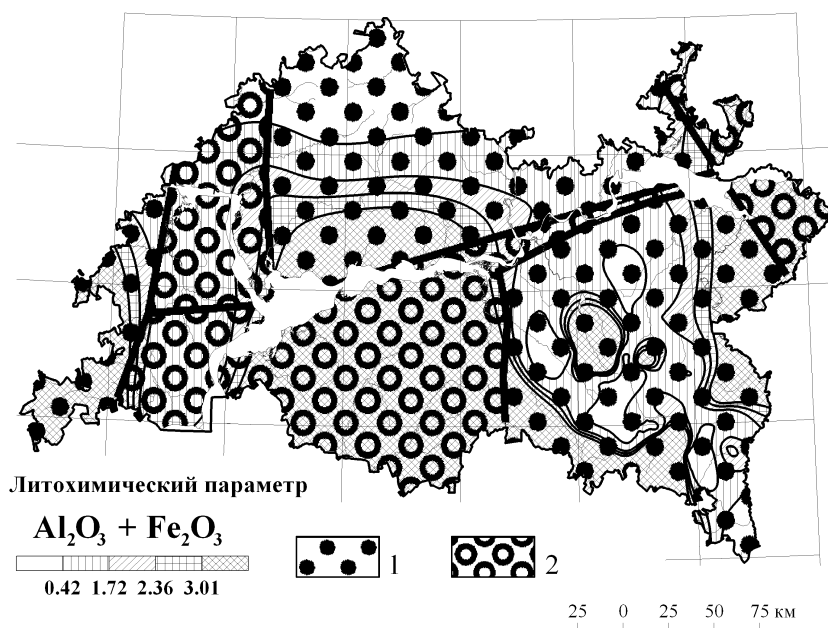 Литохимический параметр
Al₂O₃ + Fe₂O₃
0.42 1.72 2.36 3.01
1
2
25 0 25 50 75 км